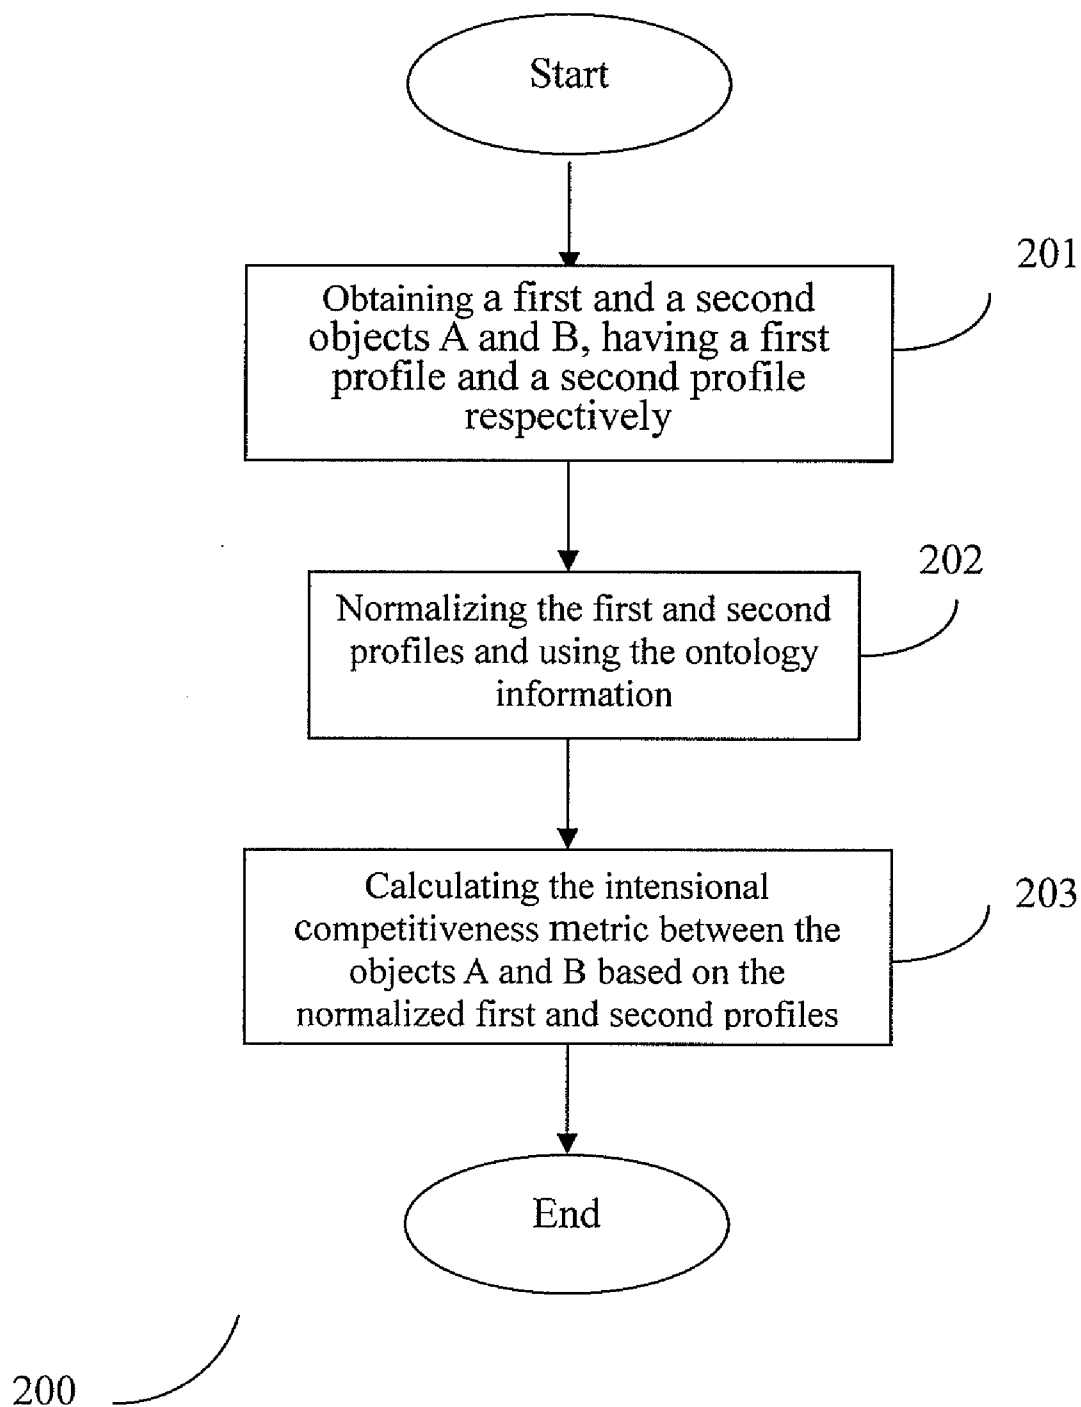 Start
201
Obtaining a first and a second
objects A and B, having a first
profile and a second profile
respectively
202
Normalizing the first and second
profiles and using the ontology
information
203
Calculating the intensional
competitiveness metric between the
objects A and B based on the
normalized first and second profiles
End
200